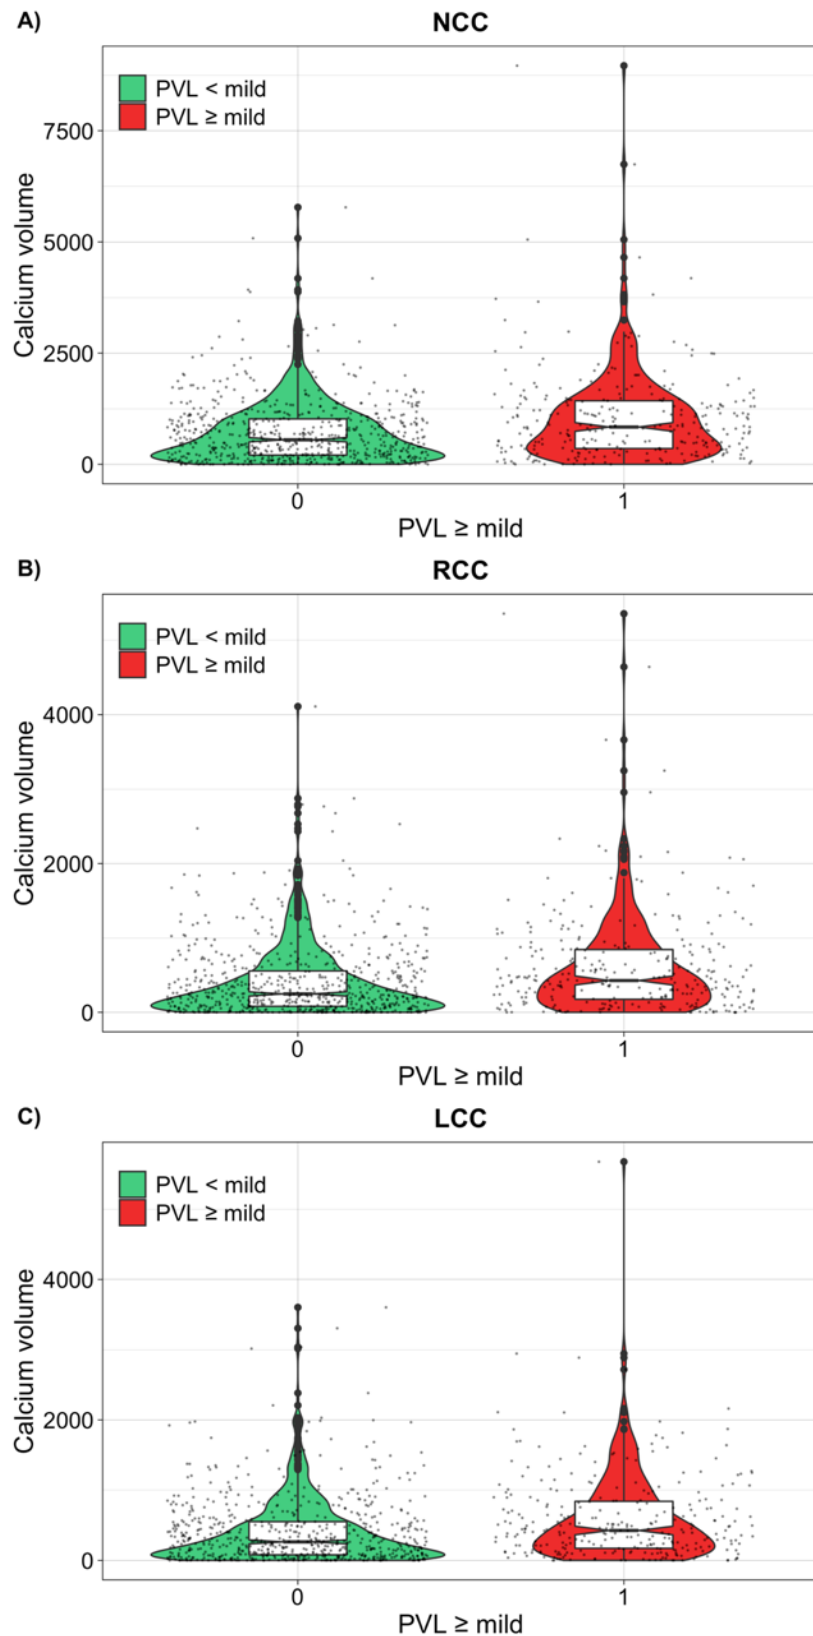 A)
NCC
PVL < mild
PVL ≥ mild
7500
5000
2500
0
Calcium volume
0 1
PVL ≥ mild
B)
RCC
PVL < mild
PVL ≥ mild
4000
2000
0
Calcium volume
0 1
PVL ≥ mild
C)
LCC
PVL < mild
PVL ≥ mild
4000
2000
0
Calcium volume
0 1
PVL ≥ mild